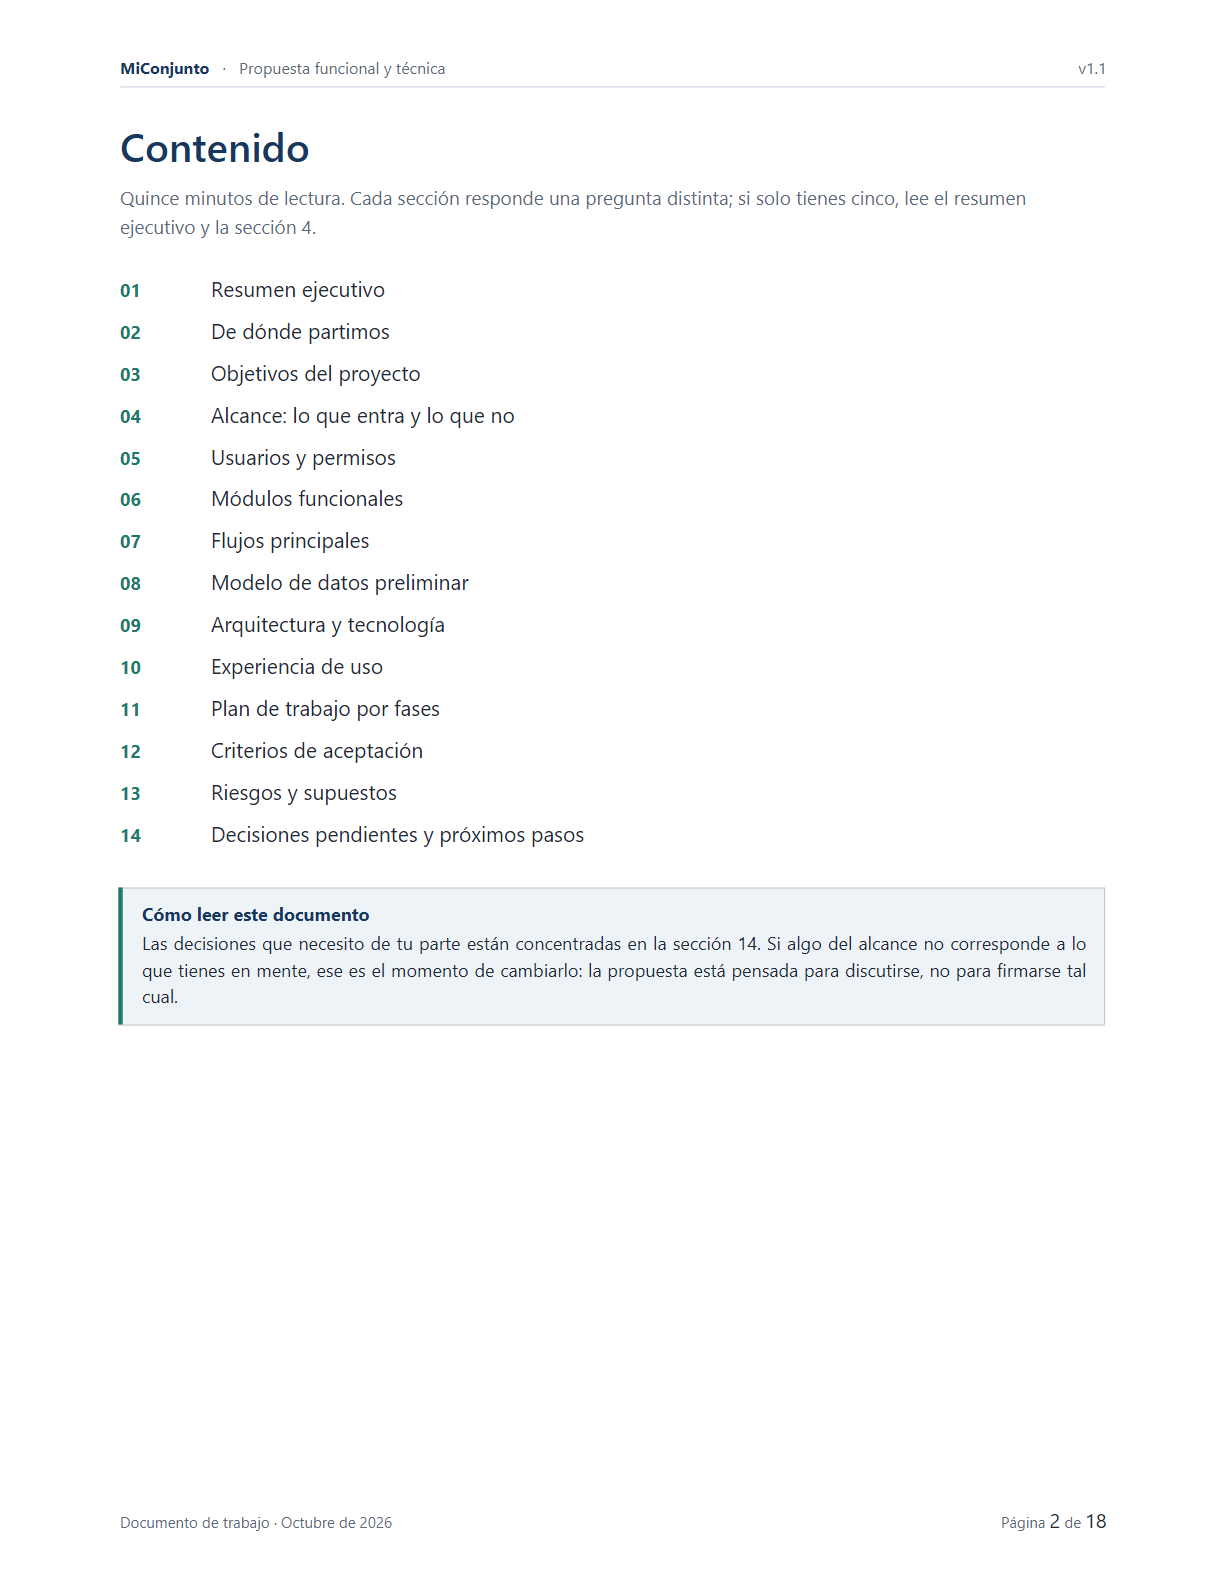 MiConjunto · Propuesta funcional y técnica v1.1
Contenido
Quince minutos de lectura. Cada sección responde una pregunta distinta; si solo tienes cinco, lee el resumen
ejecutivo y la sección 4.
01 Resumen ejecutivo
02 De dónde partimos
03 Objetivos del proyecto
04 Alcance: lo que entra y lo que no
05 Usuarios y permisos
06 Módulos funcionales
07 Flujos principales
08 Modelo de datos preliminar
09 Arquitectura y tecnología
10 Experiencia de uso
11 Plan de trabajo por fases
12 Criterios de aceptación
13 Riesgos y supuestos
14 Decisiones pendientes y próximos pasos
Cómo leer este documento
Las decisiones que necesito de tu parte están concentradas en la sección 14. Si algo del alcance no corresponde a lo
que tienes en mente, ese es el momento de cambiarlo: la propuesta está pensada para discutirse, no para firmarse tal
cual.
Documento de trabajo · Octubre de 2026 Página 2 de 18